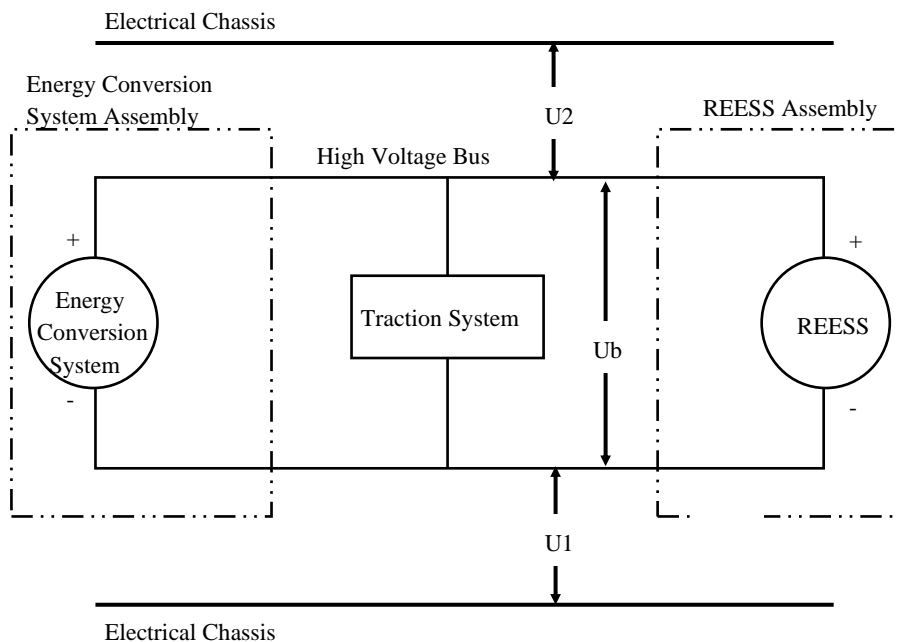 Electrical Chassis
Energy Conversion
System Assembly
U2
REESS Assembly
High Voltage Bus
+
+
Energy
Conversion
System
Traction System
REESS
Ub
-
-
U1
Electrical Chassis